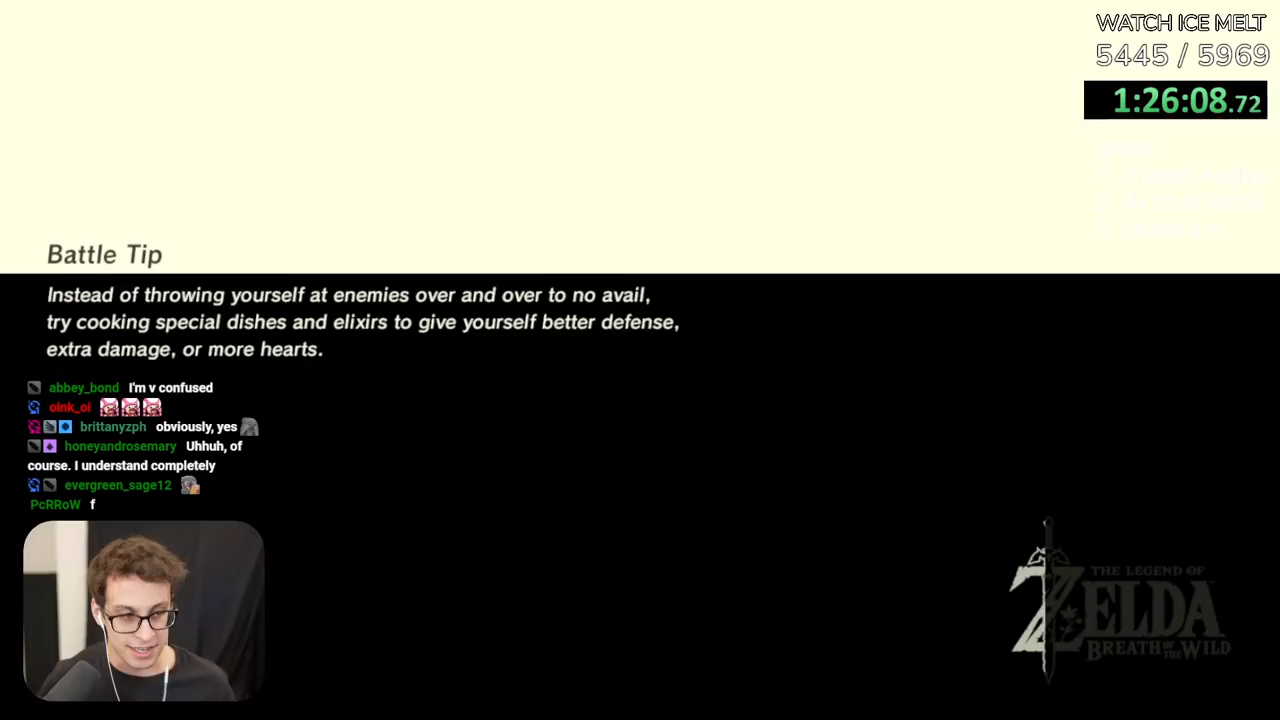 WATCH ICE MELT
5445 / 5969
1:26:08.72
Battle Tip
Instead of throwing yourself at enemies over and over to no avail,
try cooking special dishes and elixirs to give yourself better defense,
extra damage, or more hearts.
abbey_bond I'm v confused
oink_oi
brittanyzph obviously, yes
honeyandrosemary Uhhuh, of
course. I understand completely
evergreen_sage12
PcRRoW f
THE LEGEND OF
ZELDA
BREATH OF THE WILD